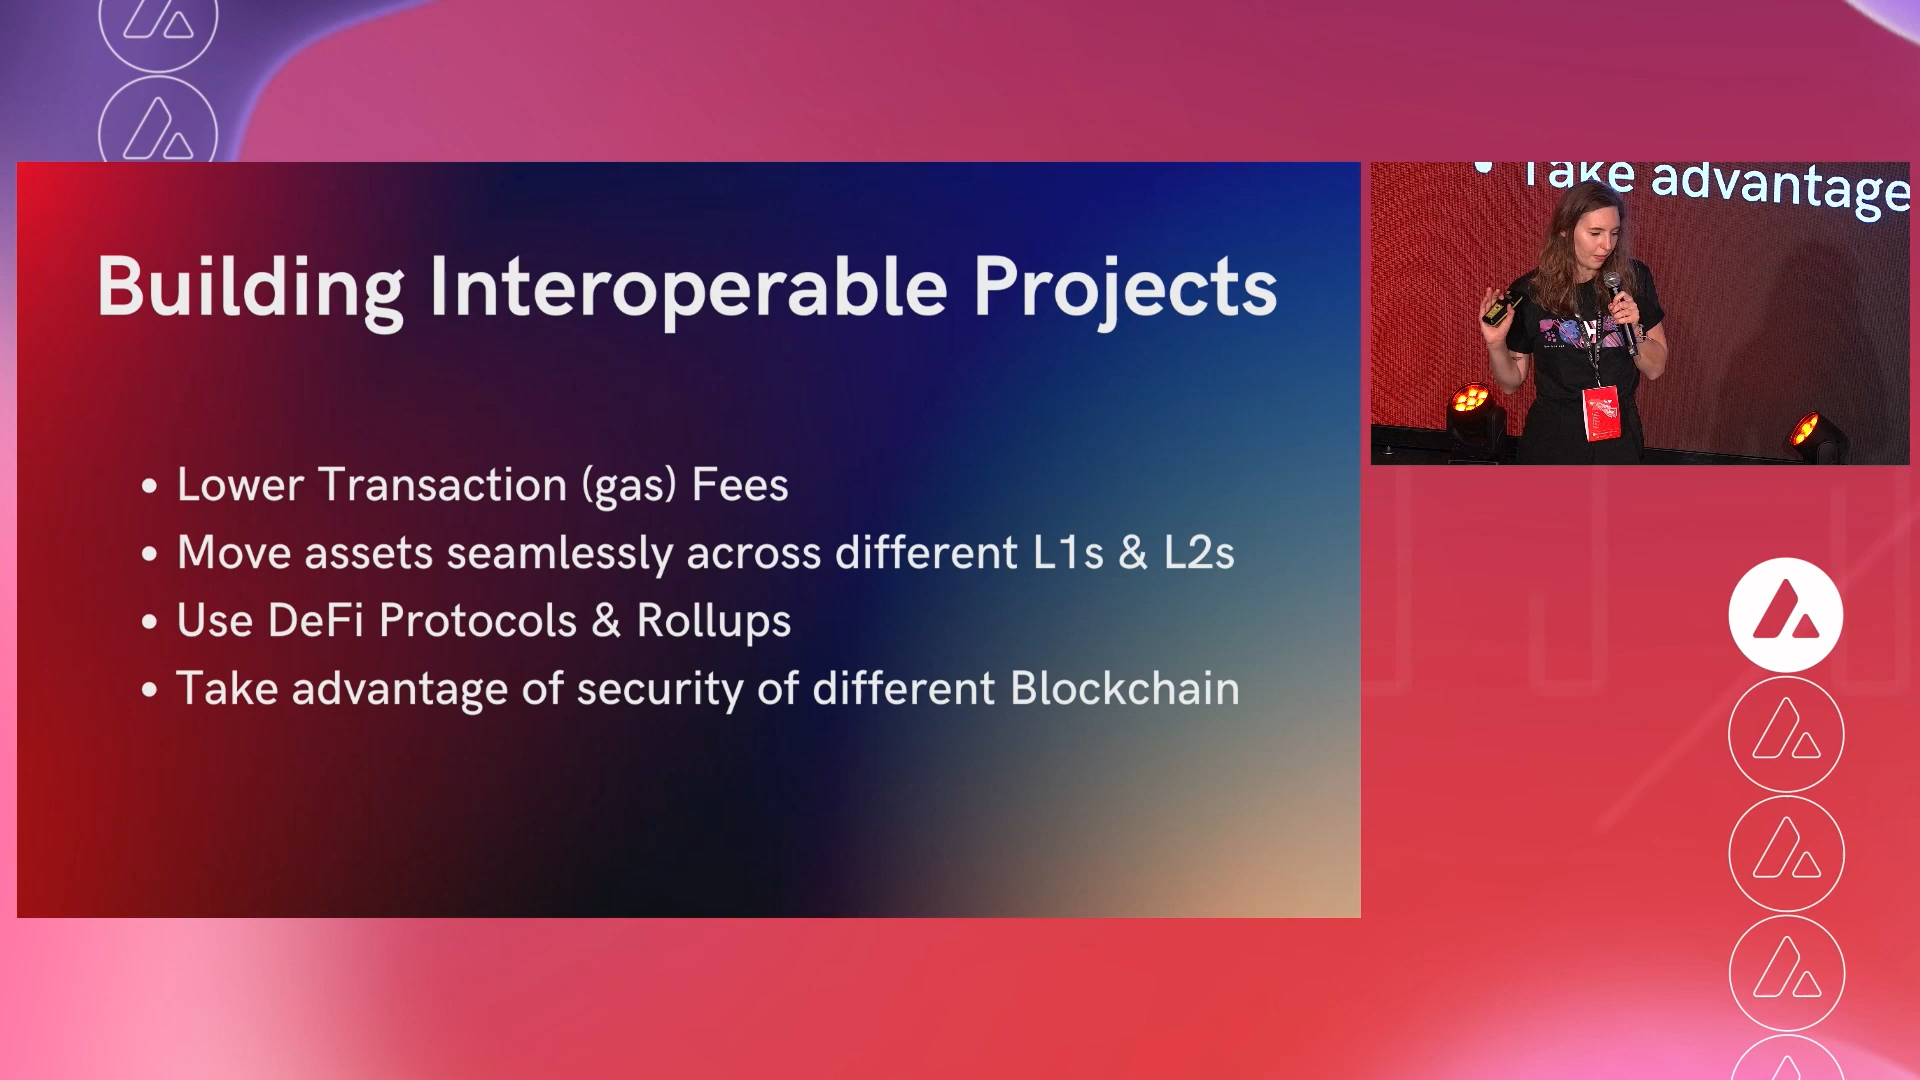 Building Interoperable Projects
• Lower Transaction (gas) Fees
• Move assets seamlessly across different L1s & L2s
• Use DeFi Protocols & Rollups
• Take advantage of security of different Blockchain
• Take advantage